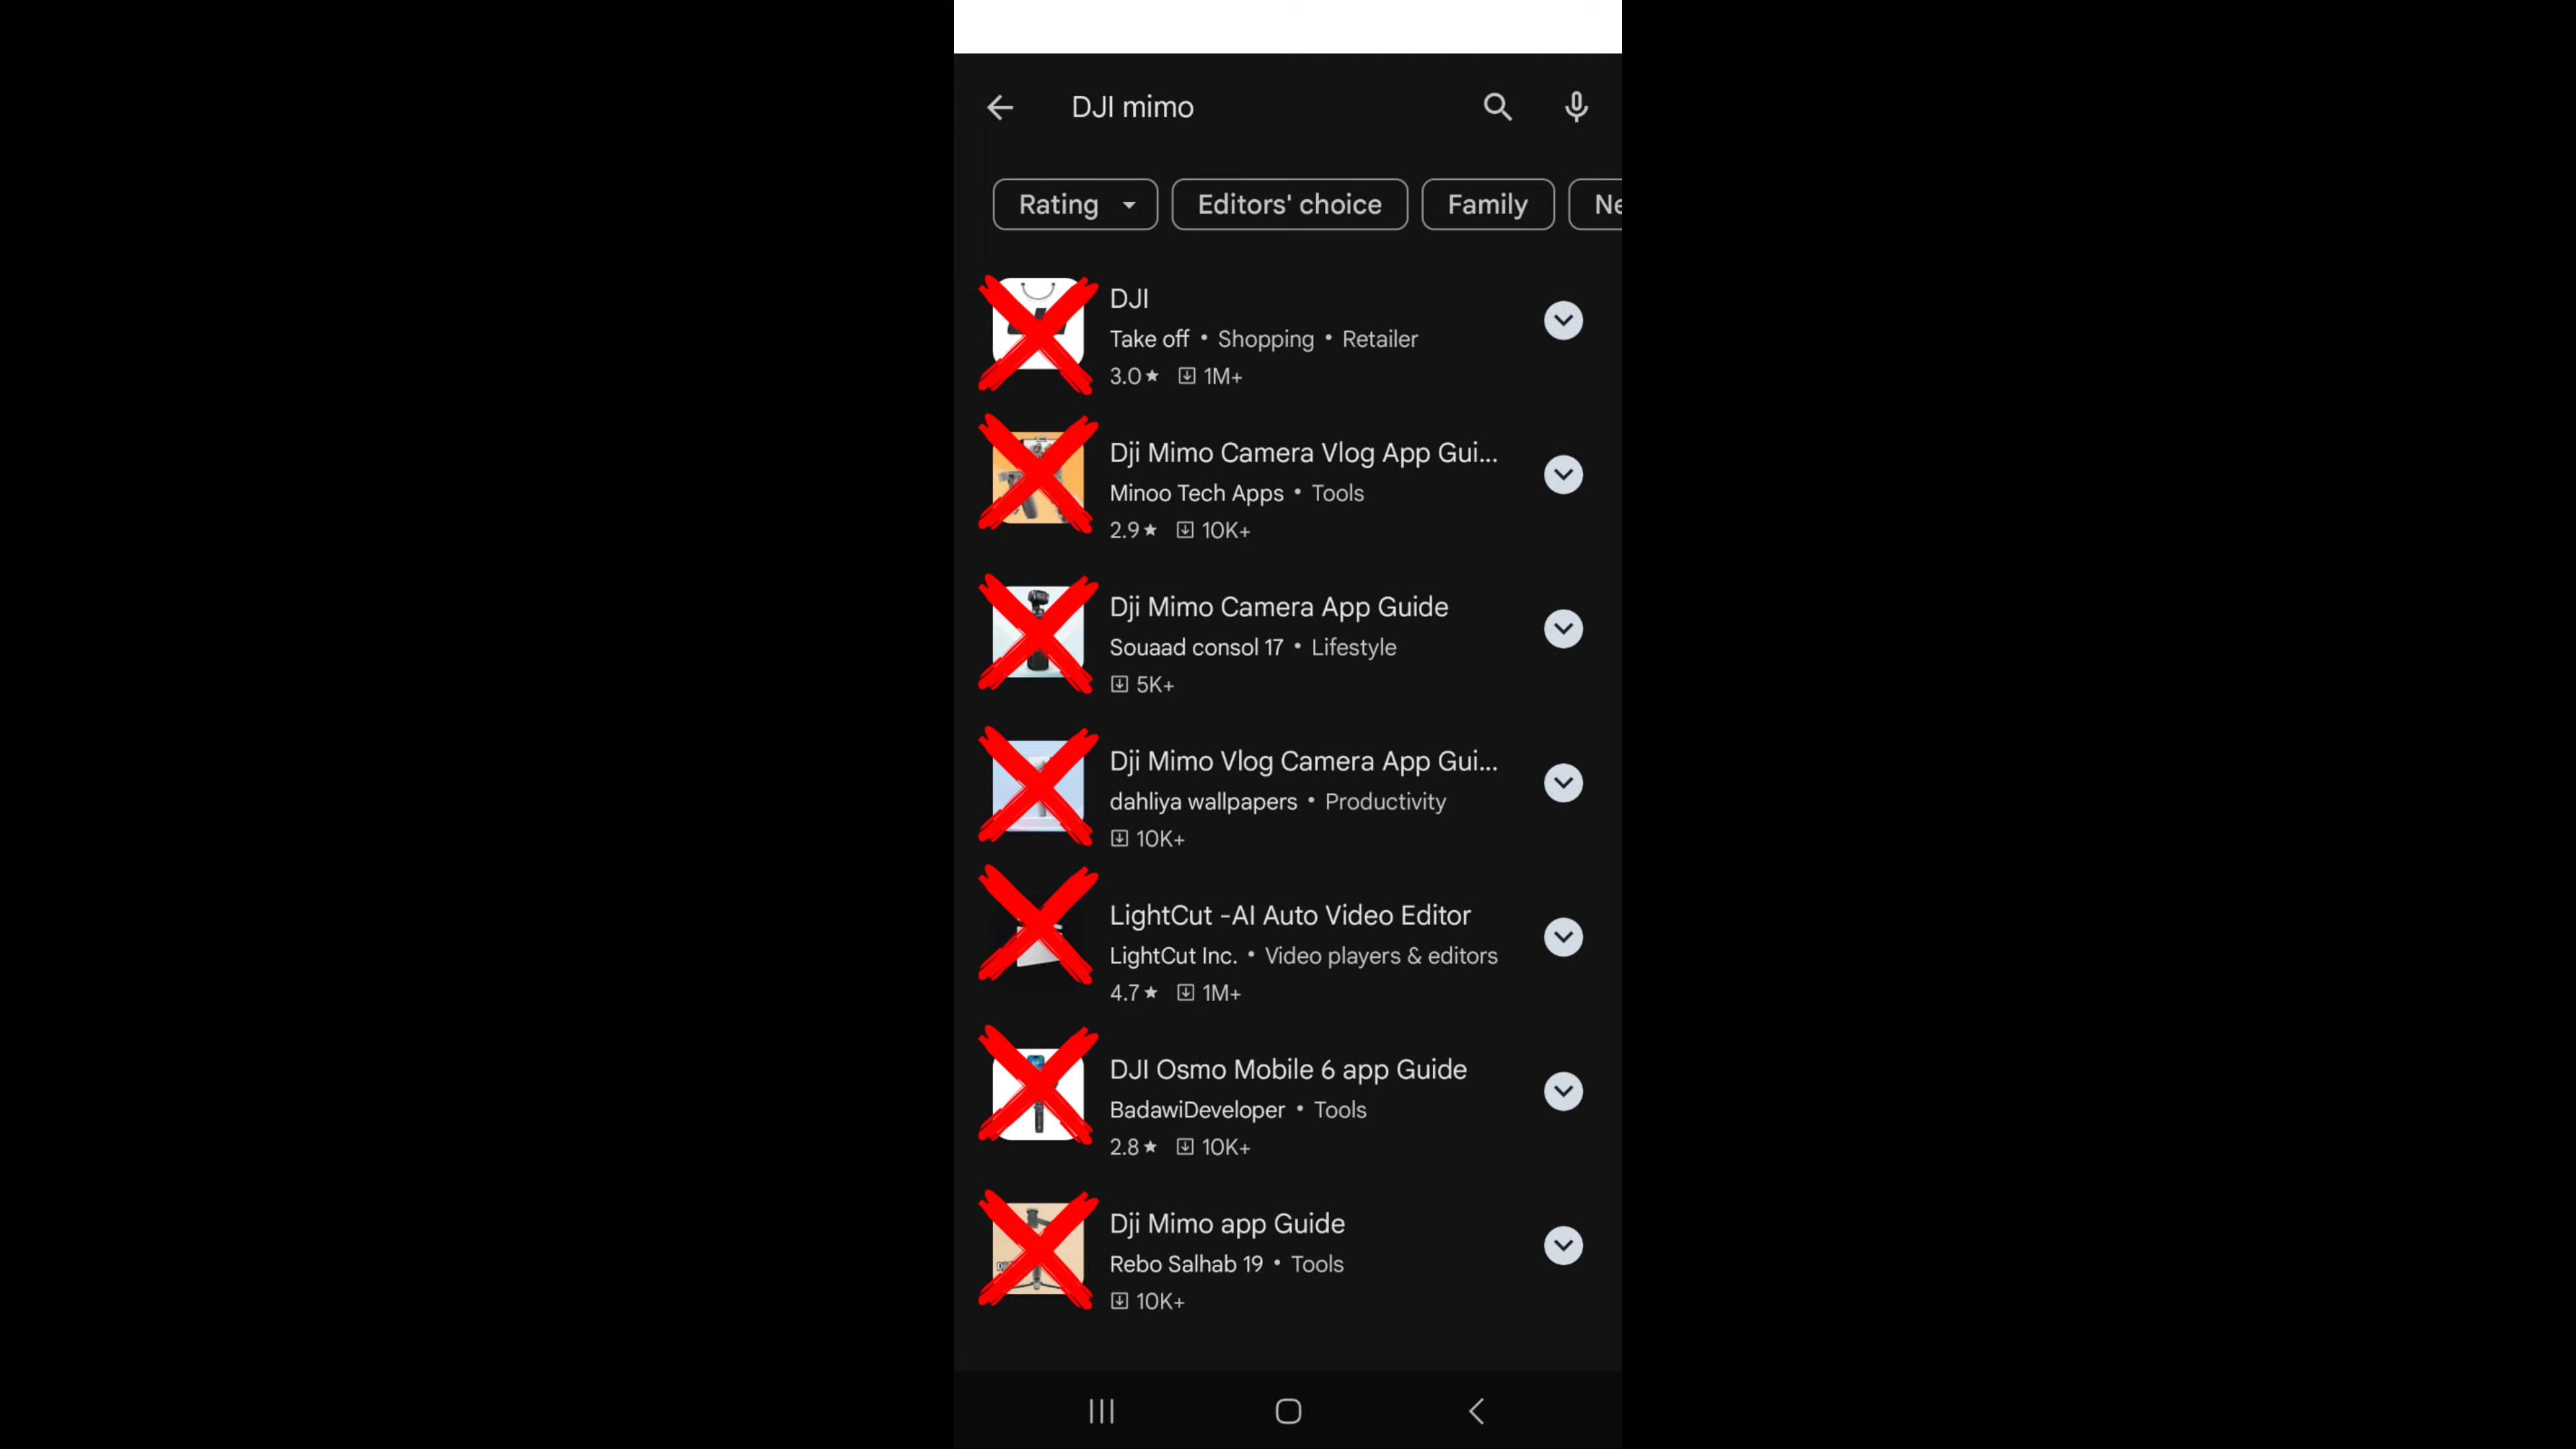 DJI mimo
Rating
Editors' choice
Family
Ne
DJI
Take off • Shopping • Retailer
3.0★ 1M+
Dji Mimo Camera Vlog App Gui...
Minoo Tech Apps • Tools
2.9★ 10K+
Dji Mimo Camera App Guide
Souaad consol 17 • Lifestyle
5K+
Dji Mimo Vlog Camera App Gui...
dahliya wallpapers • Productivity
10K+
LightCut -AI Auto Video Editor
LightCut Inc. • Video players & editors
4.7★ 1M+
DJI Osmo Mobile 6 app Guide
BadawiDeveloper • Tools
2.8★ 10K+
Dji Mimo app Guide
Rebo Salhab 19 • Tools
10K+